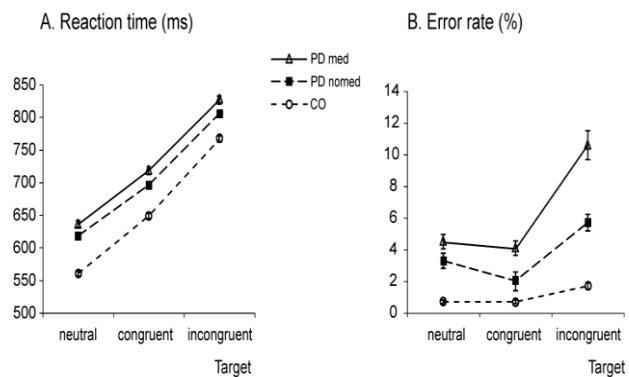 A. Reaction time (ms)
850
800
750
700
650
600
550
500
neutral
congruent
incongruent
Target
PD med
PD nomed
CO
B. Error rate (%)
14
12
10
8
6
4
2
0
neutral
congruent
incongruent
Target